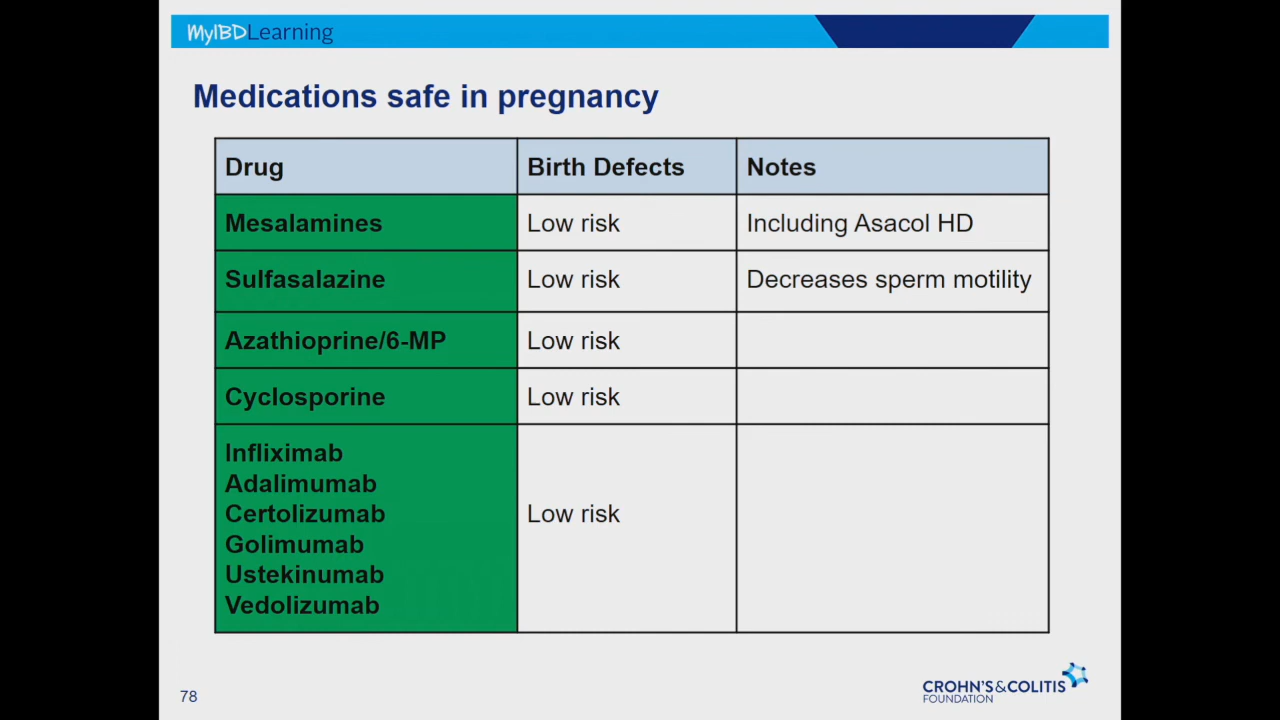 MyIBDLearning
Medications safe in pregnancy
Drug Birth Defects Notes
Mesalamines Low risk Including Asacol HD
Sulfasalazine Low risk Decreases sperm motility
Azathioprine/6-MP Low risk
Cyclosporine Low risk
Infliximab
Adalimumab
Certolizumab Low risk
Golimumab
Ustekinumab
Vedolizumab
78
CROHN'S&COLITIS
FOUNDATION